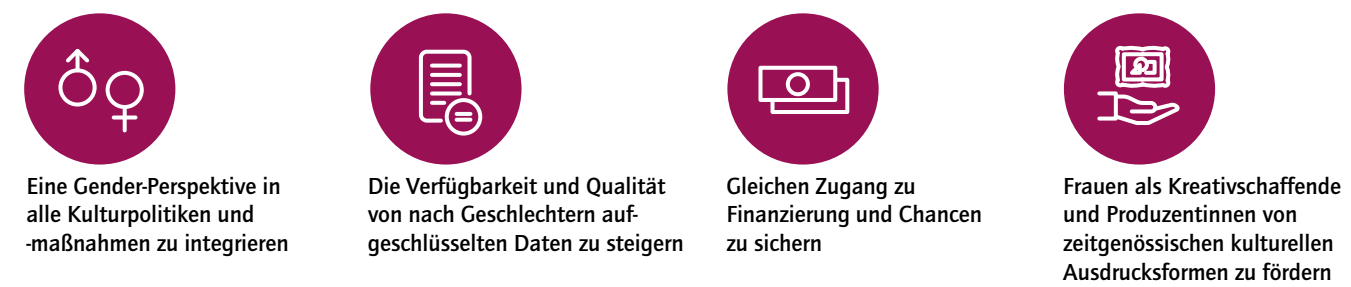 Eine Gender-Perspektive in
alle Kulturpolitiken und
-maßnahmen zu integrieren
Die Verfügbarkeit und Qualität
von nach Geschlechtern auf-
geschlüsselten Daten zu steigern
Gleichen Zugang zu
Finanzierung und Chancen
zu sichern
Frauen als Kreativschaffende
und Produzentinnen von
zeitgenössischen kulturellen
Ausdrucksformen zu fördern